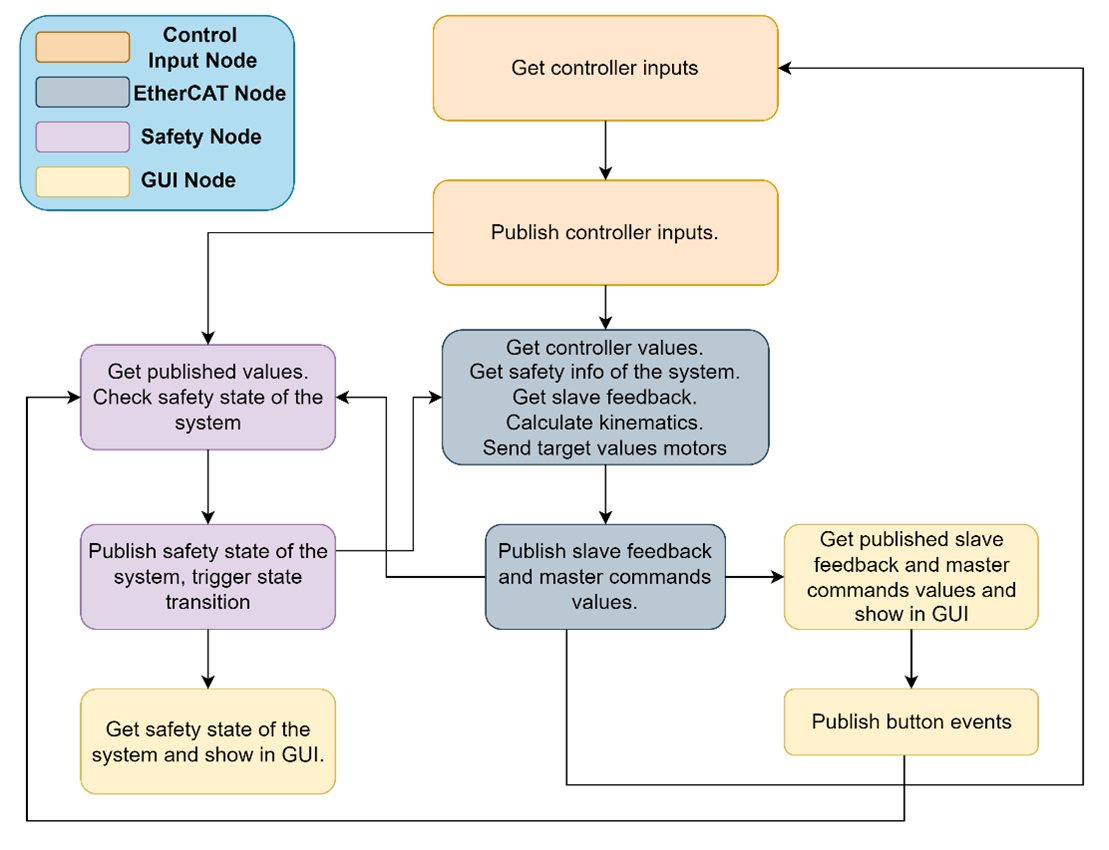 Control
Input Node
EtherCAT Node
Safety Node
GUI Node
Get controller inputs
Publish controller inputs.
Get published values.
Check safety state of the
system
Get controller values.
Get safety info of the system.
Get slave feedback.
Calculate kinematics.
Send target values motors
Publish safety state of the
system, trigger state
transition
Publish slave feedback
and master commands
values.
Get published slave
feedback and master
commands values and
show in GUI
Get safety state of the
system and show in GUI.
Publish button events